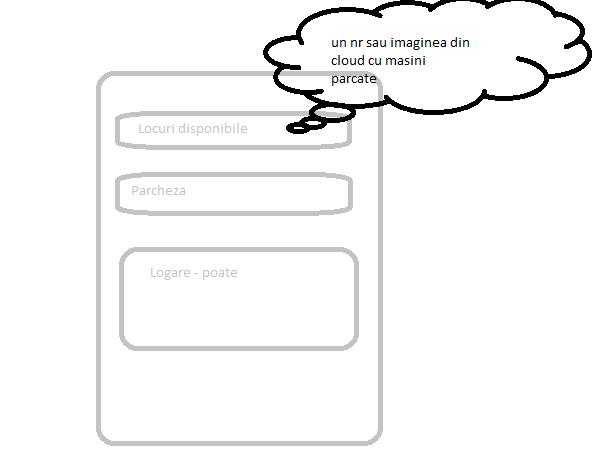 un nr sau imaginea din
cloud cu masini
parcate
Locuri disponibile
Parcheza
Logare - poate